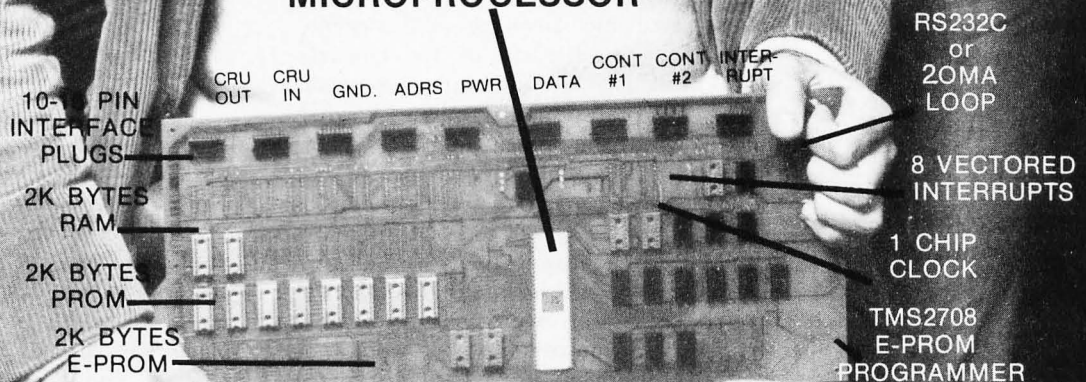 MICROPROCESSOR
CRU OUT
CRU IN
GND.
ADRS
PWR
DATA
CONT #1
CONT #2
INTER-
RUPT
RS232C
or
20MA
LOOP
PIN
INTERFACE
PLUGS
8 VECTORED
INTERRUPTS
2K BYTES
RAM
1 CHIP
CLOCK
2K BYTES
PROM
TMS2708
E-PROM
PROGRAMMER
2K BYTES
E-PROM